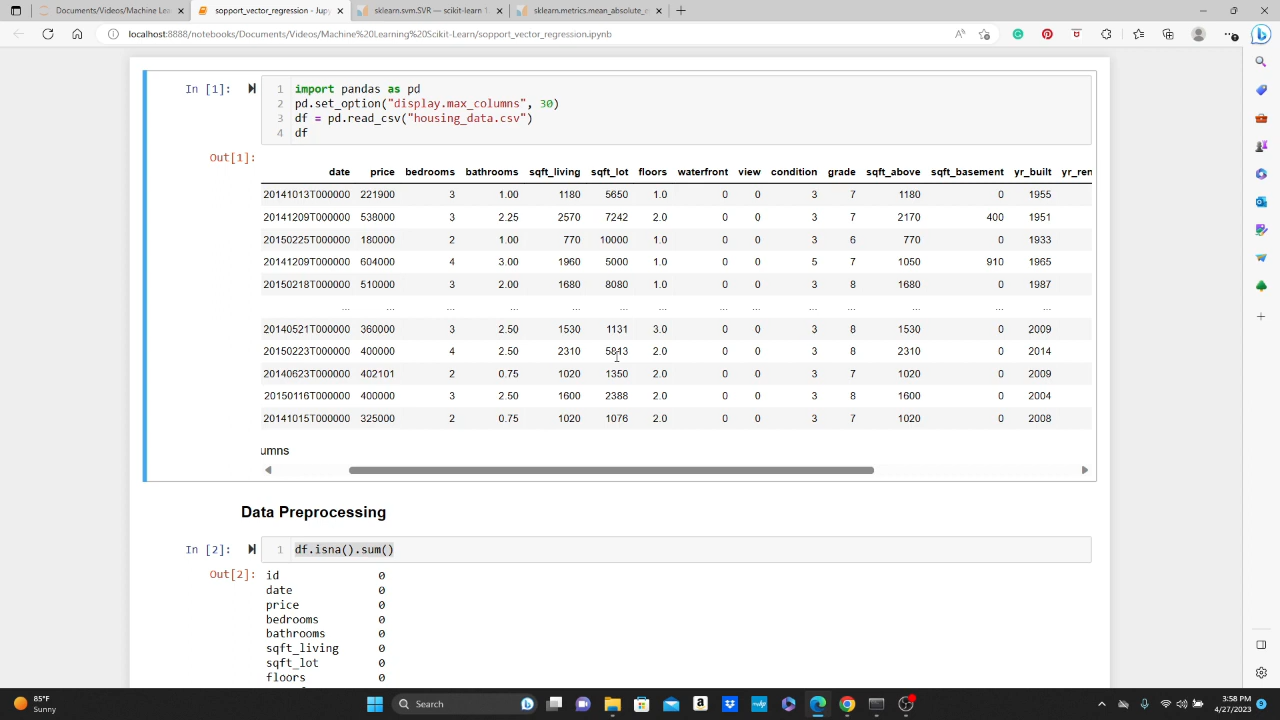 Documents/Videos/Machine Lea
sopport_vector_regression - Jupy
sklearn.svm.SVR — scikit-learn 1
sklearn.metrics.mean_absolute_e
localhost:8888/notebooks/Documents/Videos/Machine%20Learning%20Scikit-Learn/sopport_vector_regression.ipynb
In [1]:
1 import pandas as pd
2 pd.set_option("display.max_columns", 30)
3 df = pd.read_csv("housing_data.csv")
4 df
Out[1]:
date price bedrooms bathrooms sqft_living sqft_lot floors waterfront view condition grade sqft_above sqft_basement yr_built yr_ren
20141013T000000 221900 3 1.00 1180 5650 1.0 0 0 3 7 1180 0 1955
20141209T000000 538000 3 2.25 2570 7242 2.0 0 0 3 7 2170 400 1951
20150225T000000 180000 2 1.00 770 10000 1.0 0 0 3 6 770 0 1933
20141209T000000 604000 4 3.00 1960 5000 1.0 0 0 5 7 1050 910 1965
20150218T000000 510000 3 2.00 1680 8080 1.0 0 0 3 8 1680 0 1987
... ... ... ... ... ... ... ... ... ... ... ... ... ...
20140521T000000 360000 3 2.50 1530 1131 3.0 0 0 3 8 1530 0 2009
20150223T000000 400000 4 2.50 2310 5813 2.0 0 0 3 8 2310 0 2014
20140623T000000 402101 2 0.75 1020 1350 2.0 0 0 3 7 1020 0 2009
20150116T000000 400000 3 2.50 1600 2388 2.0 0 0 3 8 1600 0 2004
20141015T000000 325000 2 0.75 1020 1076 2.0 0 0 3 7 1020 0 2008
umns
Data Preprocessing
In [2]:
1 df.isna().sum()
Out[2]:
id 0
date 0
price 0
bedrooms 0
bathrooms 0
sqft_living 0
sqft_lot 0
floors 0
85°F
Sunny
Search
3:58 PM
4/27/2023